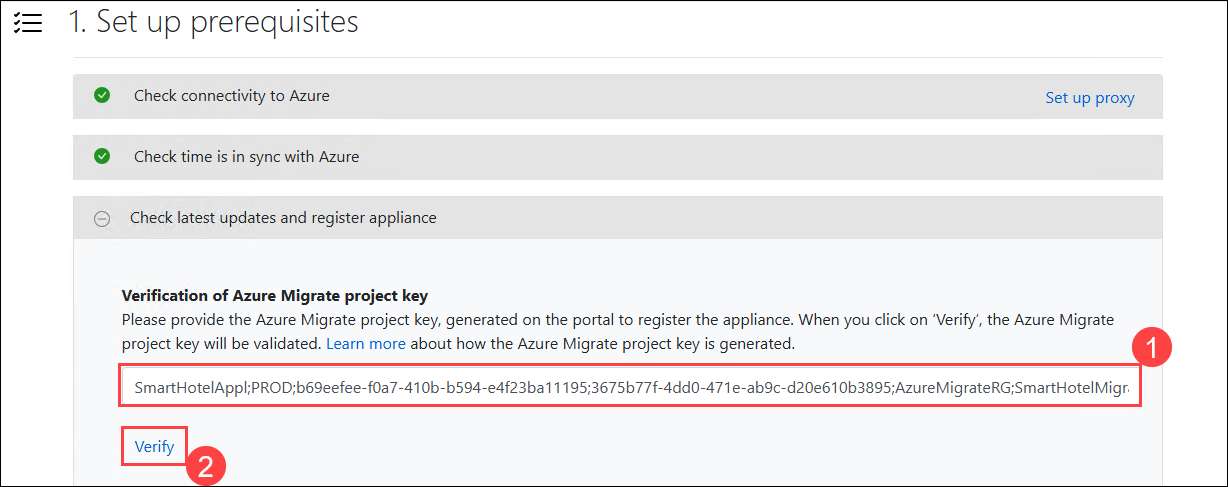 1. Set up prerequisites
Check connectivity to Azure
Set up proxy
Check time is in sync with Azure
Check latest updates and register appliance
Verification of Azure Migrate project key
Please provide the Azure Migrate project key, generated on the portal to register the appliance. When you click on ‘Verify’, the Azure Migrate
project key will be validated. Learn more about how the Azure Migrate project key is generated.
1
SmartHotelAppl;PROD;b69eefee-f0a7-410b-b594-e4f23ba11195;3675b77f-4dd0-471e-ab9c-d20e610b3895;AzureMigrateRG;SmartHotelMigra
Verify
2